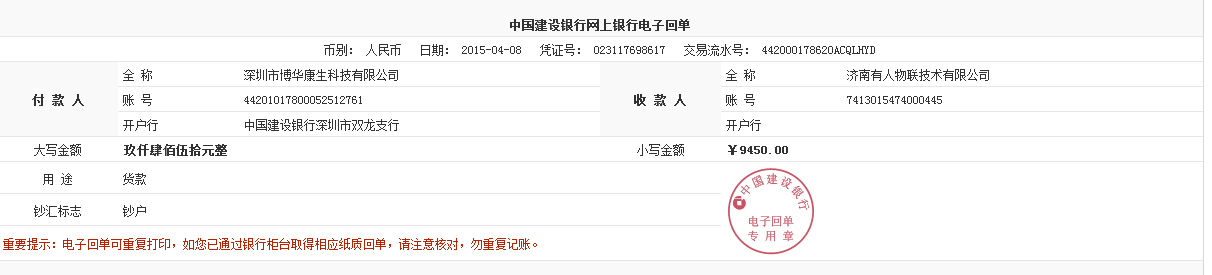 中国建设银行网上银行电子回单
币别： 人民币 日期： 2015-04-08 凭证号： 023117698617 交易流水号： 442000178620ACQLHYD
付 款 人 全 称 深圳市博华康生科技有限公司 收 款 人 全 称 济南有人物联技术有限公司
账 号 44201017800052512761 账 号 7413015474000445
开户行 中国建设银行深圳市双龙支行 开户行
大写金额 玖仟肆佰伍拾元整 小写金额 ￥9450.00
用 途 货款
钞汇标志 钞户
中国建设银行
电子回单
专用章
重要提示：电子回单可重复打印，如您已通过银行柜台取得相应纸质回单，请注意核对，勿重复记账。